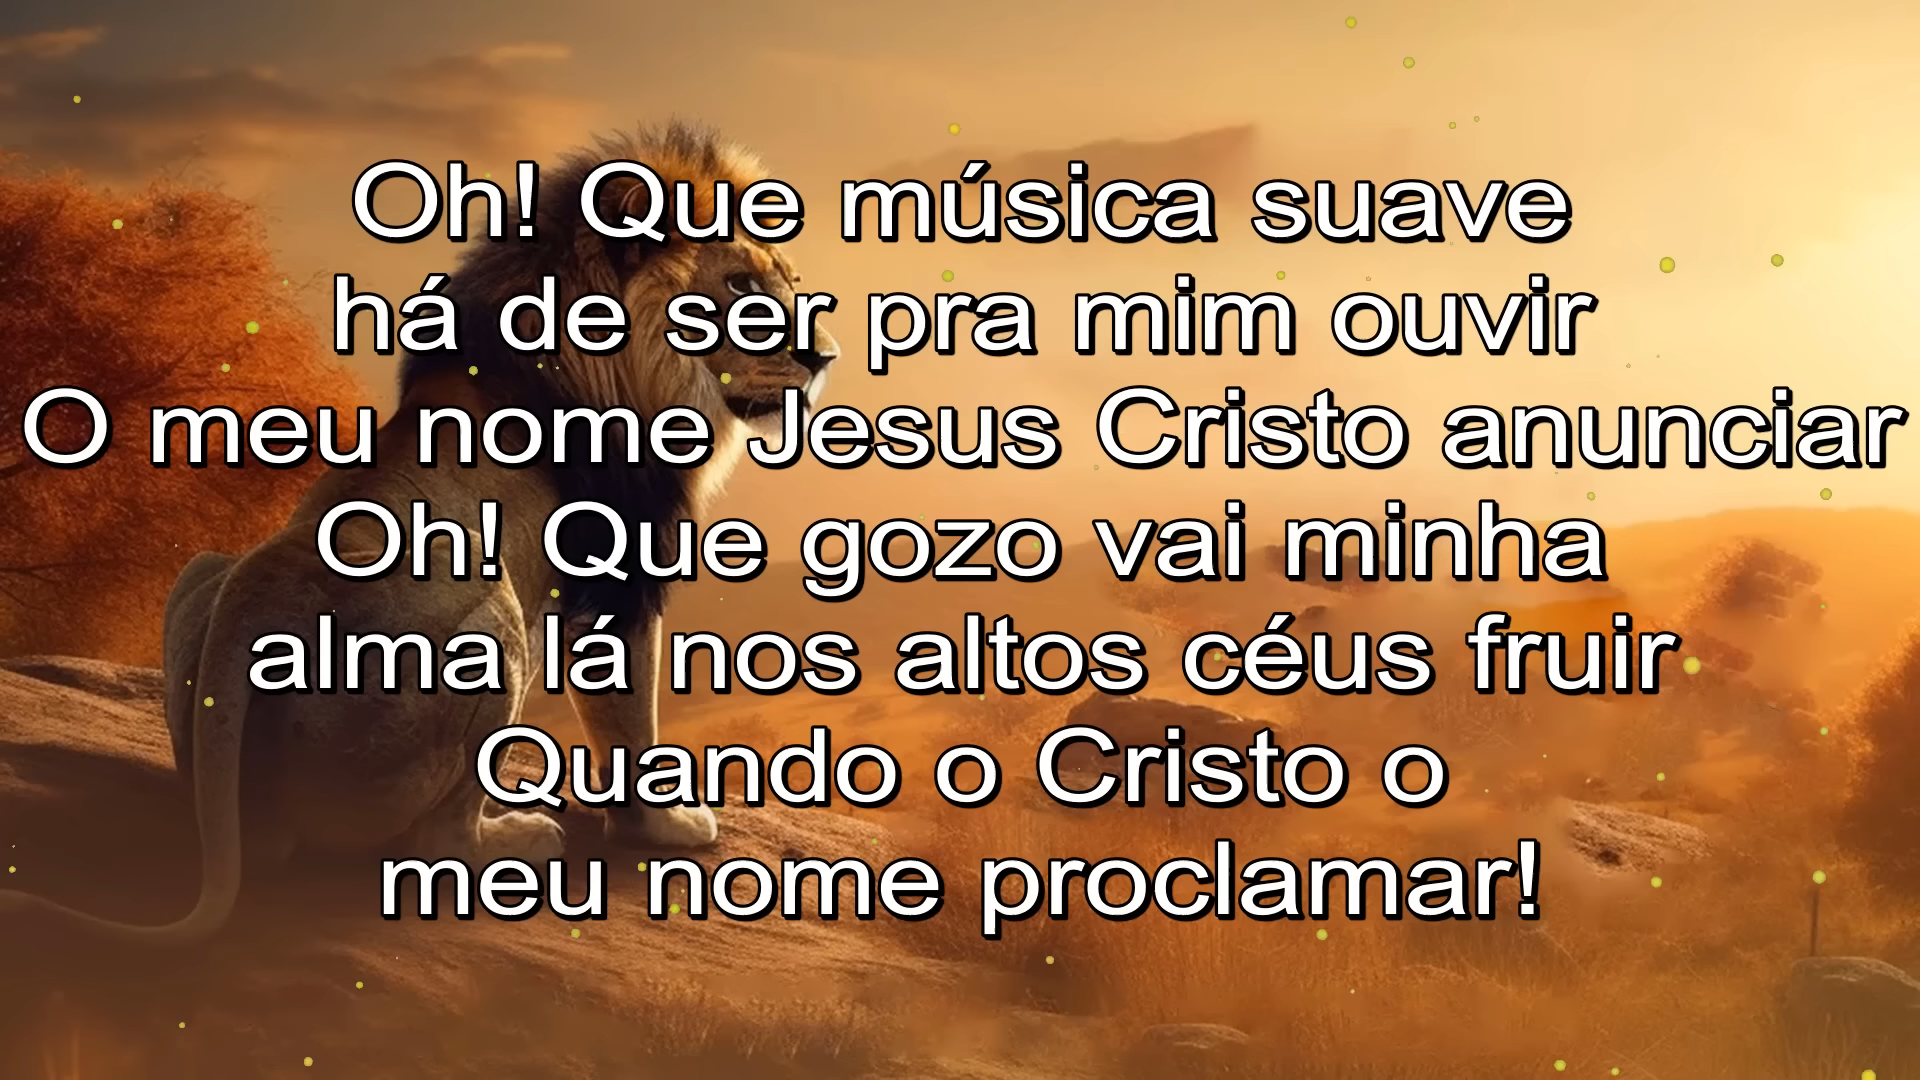 Oh! Que música suave
há de ser pra mim ouvir
O meu nome Jesus Cristo anunciar
Oh! Que gozo vai minha
alma lá nos altos céus fruir
Quando o Cristo o
meu nome proclamar!